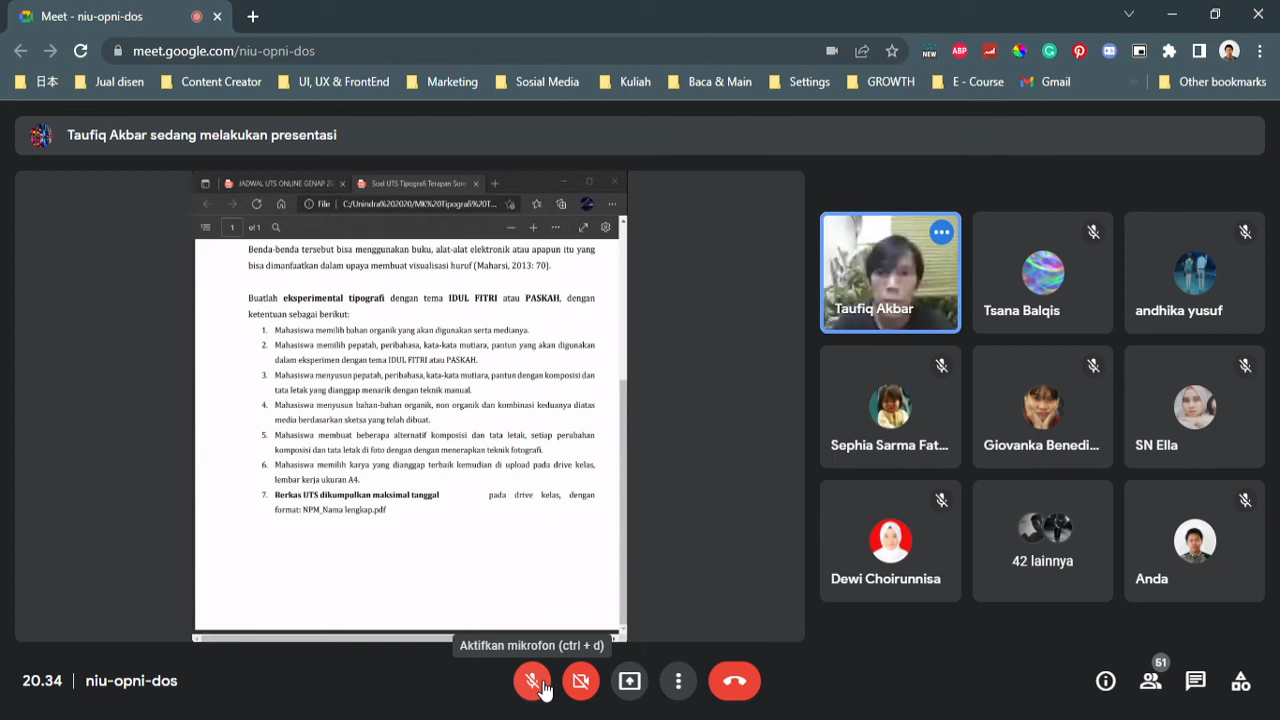 Meet - niu-opni-dos
meet.google.com/niu-opni-dos
NEW
ABP
日本
Jual disen
Content Creator
UI, UX & FrontEnd
Marketing
Sosial Media
Kuliah
Baca & Main
Settings
GROWTH
E - Course
Gmail
Other bookmarks
Taufiq Akbar sedang melakukan presentasi
JADWAL UTS ONLINE GENAP 20
Soal UTS Tipografi Terapan Sore
File
C:/Unindra%202020/MK%20Tipografi%20T...
1
of 1
Benda-benda tersebut bisa menggunakan buku, alat-alat elektronik atau apapun itu yang
bisa dimanfaatkan dalam upaya membuat visualisasi huruf (Maharsi, 2013: 70).
Buatlah eksperimental tipografi dengan tema IDUL FITRI atau PASKAH, dengan
ketentuan sebagai berikut:
1. Mahasiswa memilih bahan organik yang akan digunakan serta medianya.
2. Mahasiswa memilih pepatah, peribahasa, kata-kata mutiara, pantun yang akan digunakan
dalam eksperimen dengan tema IDUL FITRI atau PASKAH.
3. Mahasiswa menyusun pepatah, peribahasa, kata-kata mutiara, pantun dengan komposisi dan
tata letak yang dianggap menarik dengan teknik manual.
4. Mahasiswa menyusun bahan-bahan organik, non organik dan kombinasi keduanya diatas
media berdasarkan sketsa yang telah dibuat.
5. Mahasiswa membuat beberapa alternatif komposisi dan tata letak, setiap perubahan
komposisi dan tata letak di foto dengan dengan menerapkan teknik fotografi.
6. Mahasiswa memilih karya yang dianggap terbaik kemudian di upload pada drive kelas,
lembar kerja ukuran A4.
7. Berkas UTS dikumpulkan maksimal tanggal pada drive kelas, dengan
format: NPM_Nama lengkap.pdf
Taufiq Akbar
Tsana Balqis
andhika yusuf
Sephia Sarma Fat...
Giovanka Benedi...
SN Ella
Dewi Choirunnisa
42 lainnya
Anda
Aktifkan mikrofon (ctrl + d)
20.34
niu-opni-dos
51